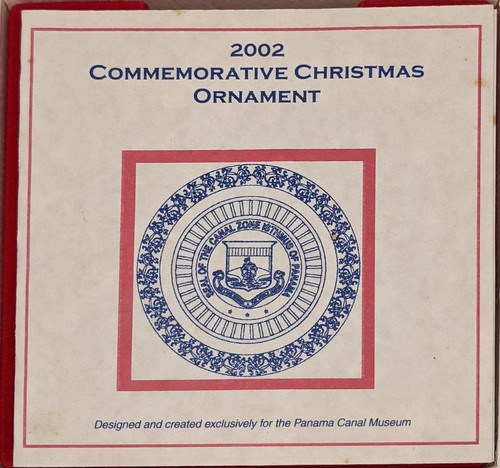 2002
COMMEMORATIVE CHRISTMAS
ORNAMENT
SEAL OF THE CANAL ZONE ISTHMUS OF PANAMA
Designed and created exclusively for the Panama Canal Museum